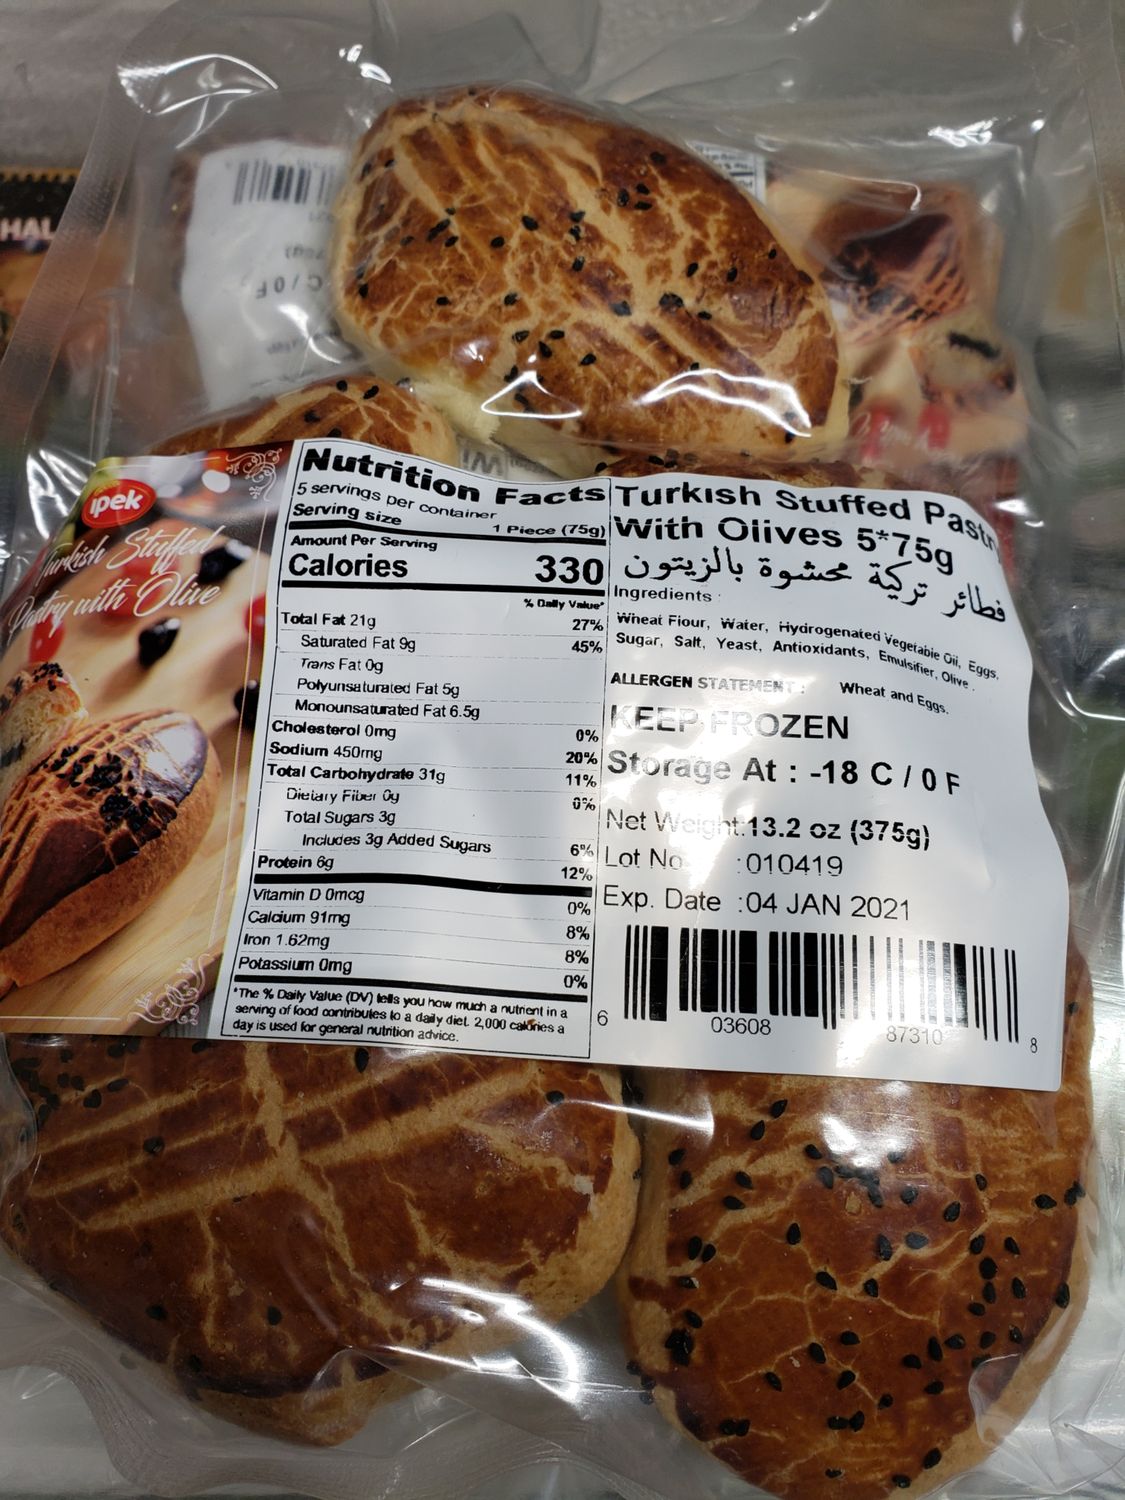 HAL
C / 0 F
ipek
Turkish Stuffed
Pastry with Olive
Nutrition Facts
5 servings per container
Serving size 1 Piece (75g)
Amount Per Serving
Calories 330
% Daily Value*
Total Fat 21g 27%
Saturated Fat 9g 45%
Trans Fat 0g
Polyunsaturated Fat 5g
Monounsaturated Fat 6.5g
Cholesterol 0mg 0%
Sodium 450mg 20%
Total Carbohydrate 31g 11%
Dietary Fiber 0g 0%
Total Sugars 3g
Includes 3g Added Sugars 6%
Protein 6g 12%
Vitamin D 0mcg 0%
Calcium 91mg 8%
Iron 1.62mg 8%
Potassium 0mg 0%
*The % Daily Value (DV) tells you how much a nutrient in a
serving of food contributes to a daily diet. 2,000 calories a
day is used for general nutrition advice.
Turkısh Stuffed Pastry
With Olives 5*75g
فطائر تركية محشوة بالزيتون
Ingredients :
Wheat Flour, Water, Hydrogenated Vegetable Oil, Eggs,
Sugar, Salt, Yeast, Antioxidants, Emulsifier, Olive .
ALLERGEN STATEMENT : Wheat and Eggs.
KEEP FROZEN
Storage At : -18 C / 0 F
Net Weight:13.2 oz (375g)
Lot No :010419
Exp. Date :04 JAN 2021
6 03608 87310 8